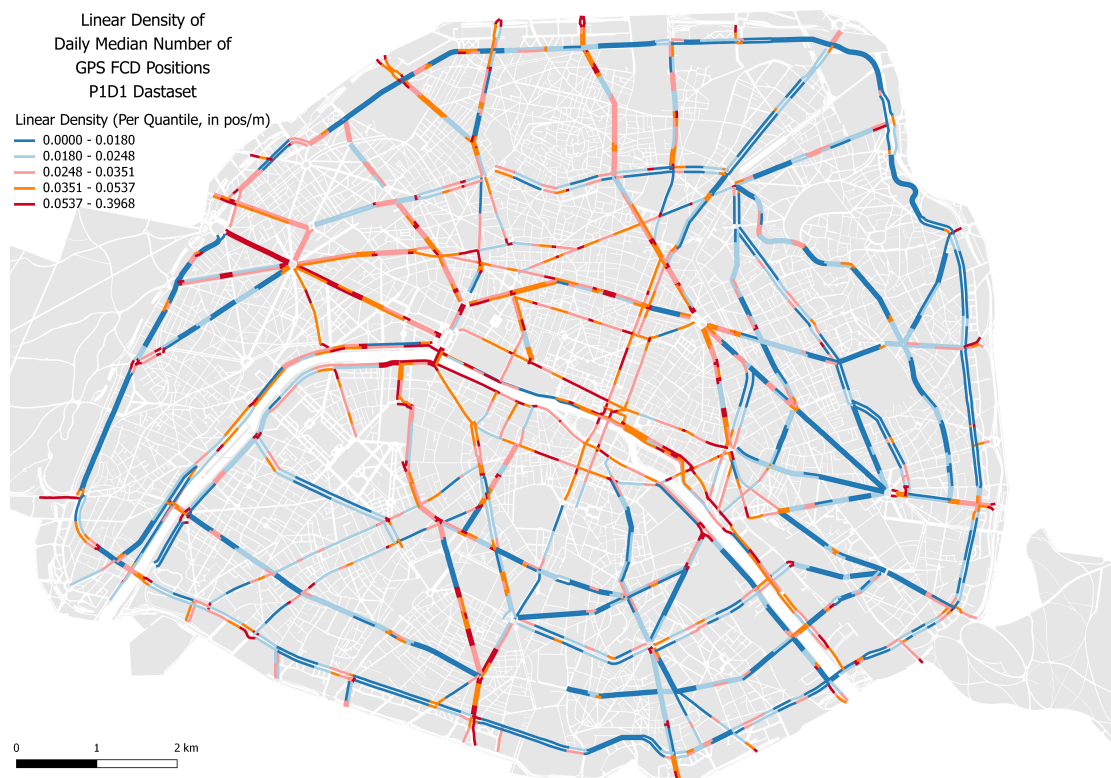 Linear Density of
Daily Median Number of
GPS FCD Positions
P1D1 Dastaset
Linear Density (Per Quantile, in pos/m)
0.0000 - 0.0180
0.0180 - 0.0248
0.0248 - 0.0351
0.0351 - 0.0537
0.0537 - 0.3968
0 1 2 km